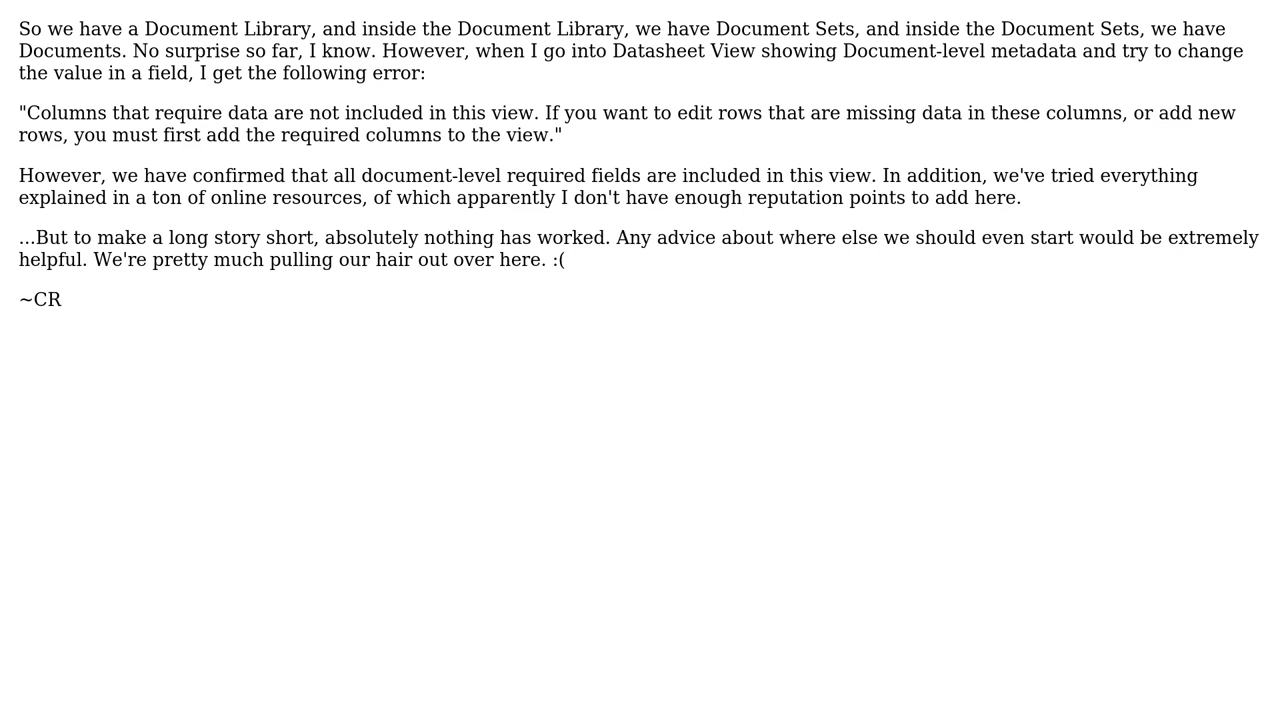 So we have a Document Library, and inside the Document Library, we have Document Sets, and inside the Document Sets, we have
Documents. No surprise so far, I know. However, when I go into Datasheet View showing Document-level metadata and try to change
the value in a field, I get the following error:
"Columns that require data are not included in this view. If you want to edit rows that are missing data in these columns, or add new
rows, you must first add the required columns to the view."
However, we have confirmed that all document-level required fields are included in this view. In addition, we've tried everything
explained in a ton of online resources, of which apparently I don't have enough reputation points to add here.
...But to make a long story short, absolutely nothing has worked. Any advice about where else we should even start would be extremely
helpful. We're pretty much pulling our hair out over here. :(
~CR